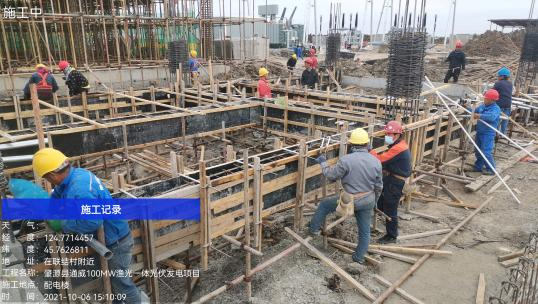 施工中
施工记录
天　气：
经　度：124.7714457
纬　度：45.7626811
地　址：在联结村附近
工程名称：肇源县通威100MW渔光一体光伏发电项目
施工地点：配电楼
时　间：2021-10-06 15:10:09